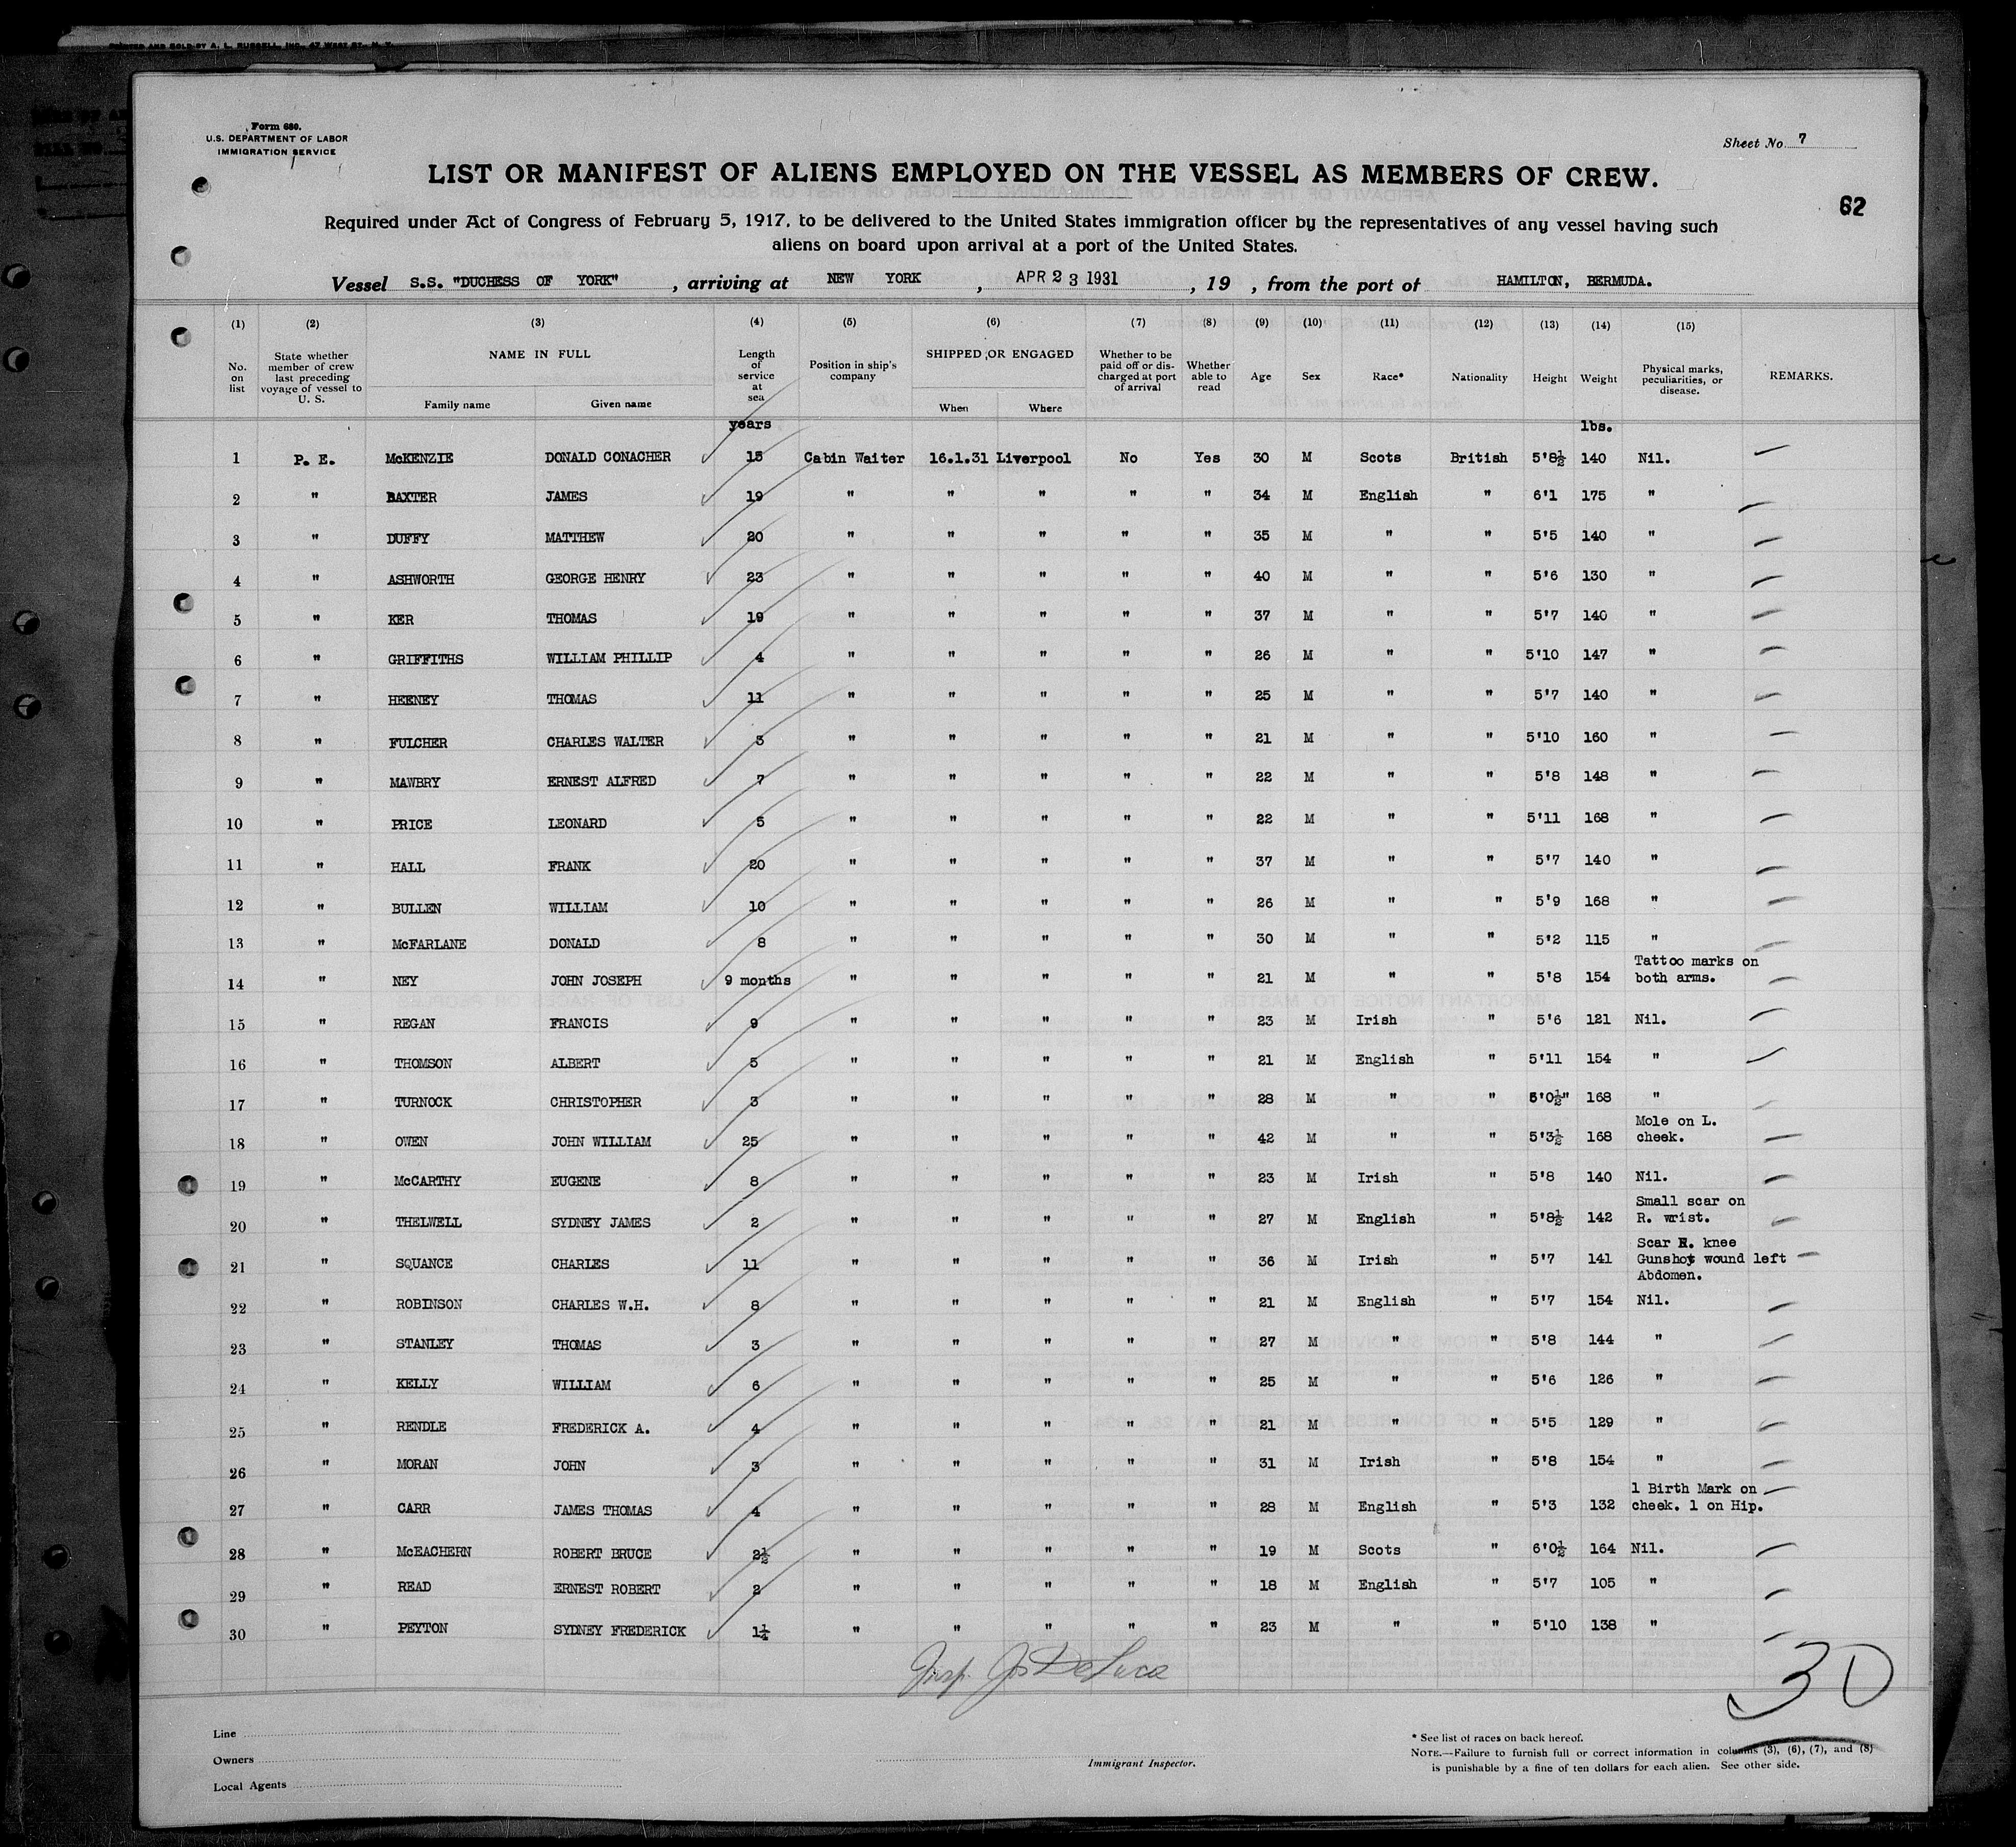 PRINTED AND SOLD BY A. L. RUSSELL, INC., 47 WEST ST., N. Y.
Form 680.
U.S. DEPARTMENT OF LABOR
IMMIGRATION SERVICE
Sheet No. 7
LIST OR MANIFEST OF ALIENS EMPLOYED ON THE VESSEL AS MEMBERS OF CREW.
62
Required under Act of Congress of February 5, 1917, to be delivered to the United States immigration officer by the representatives of any vessel having such
aliens on board upon arrival at a port of the United States.
Vessel S.S. "DUCHESS OF YORK" , arriving at NEW YORK , APR 23 1931 , 19 , from the port of HAMILTON, BERMUDA.
(1) (2) (3) (4) (5) (6) (7) (8) (9) (10) (11) (12) (13) (14) (15)
No. on list State whether member of crew last preceding voyage of vessel to U. S. NAME IN FULL Family name Given name Length of service at sea Position in ship's company SHIPPED OR ENGAGED When Where Whether to be paid off or discharged at port of arrival Whether able to read Age Sex Race* Nationality Height Weight Physical marks, peculiarities, or disease. REMARKS.
years lbs.
1 P. E. McKENZIE DONALD CONACHER 15 Cabin Waiter 16.1.31 Liverpool No Yes 30 M Scots British 5'8½ 140 Nil.
2 " BAXTER JAMES 19 " " " " " 34 M English " 6'1 175 "
3 " DUFFY MATTHEW 20 " " " " " 35 M " " 5'5 140 "
4 " ASHWORTH GEORGE HENRY 23 " " " " " 40 M " " 5'6 130 "
5 " KER THOMAS 19 " " " " " 37 M " " 5'7 140 "
6 " GRIFFITHS WILLIAM PHILLIP 4 " " " " " 26 M " " 5'10 147 "
7 " HEENEY THOMAS 11 " " " " " 25 M " " 5'7 140 "
8 " FULCHER CHARLES WALTER 3 " " " " " 21 M " " 5'10 160 "
9 " MAWBRY ERNEST ALFRED 7 " " " " " 22 M " " 5'8 148 "
10 " PRICE LEONARD 5 " " " " " 22 M " " 5'11 168 "
11 " HALL FRANK 20 " " " " " 37 M " " 5'7 140 "
12 " BULLEN WILLIAM 10 " " " " " 26 M " " 5'9 168 "
13 " McFARLANE DONALD 8 " " " " " 30 M " " 5'2 115 "
14 " NEY JOHN JOSEPH 9 months " " " " " 21 M " " 5'8 154 Tattoo marks on both arms.
15 " REGAN FRANCIS 9 " " " " " 23 M Irish " 5'6 121 Nil.
16 " THOMSON ALBERT 5 " " " " " 21 M English " 5'11 154 "
17 " TURNOCK CHRISTOPHER 3 " " " " " 28 M " " 5'0½" 168 "
18 " OWEN JOHN WILLIAM 25 " " " " " 42 M " " 5'3½ 168 Mole on L. cheek.
19 " McCARTHY EUGENE 8 " " " " " 23 M Irish " 5'8 140 Nil.
20 " THELWELL SYDNEY JAMES 2 " " " " " 27 M English " 5'8½ 142 Small scar on R. wrist.
21 " SQUANCE CHARLES 11 " " " " " 36 M Irish " 5'7 141 Scar R. knee Gunshot wound left Abdomen.
22 " ROBINSON CHARLES W.H. 8 " " " " " 21 M English " 5'7 154 Nil.
23 " STANLEY THOMAS 3 " " " " " 27 M " " 5'8 144 "
24 " KELLY WILLIAM 6 " " " " " 25 M " " 5'6 126 "
25 " RENDLE FREDERICK A. 4 " " " " " 21 M " " 5'5 129 "
26 " MORAN JOHN 3 " " " " " 31 M Irish " 5'8 154 "
27 " CARR JAMES THOMAS 4 " " " " " 28 M English " 5'3 132 1 Birth Mark on cheek. 1 on Hip.
28 " McEACHERN ROBERT BRUCE 2½ " " " " " 19 M Scots " 6'0½ 164 Nil.
29 " READ ERNEST ROBERT 2 " " " " " 18 M English " 5'7 105 "
30 " PEYTON SYDNEY FREDERICK 1¼ " " " " " 23 M " " 5'10 138 "
Insp. Jos DeLuca
30
Line
Owners
Local Agents
Immigrant Inspector.
* See list of races on back hereof.
NOTE.—Failure to furnish full or correct information in columns (3), (6), (7), and (8)
is punishable by a fine of ten dollars for each alien. See other side.